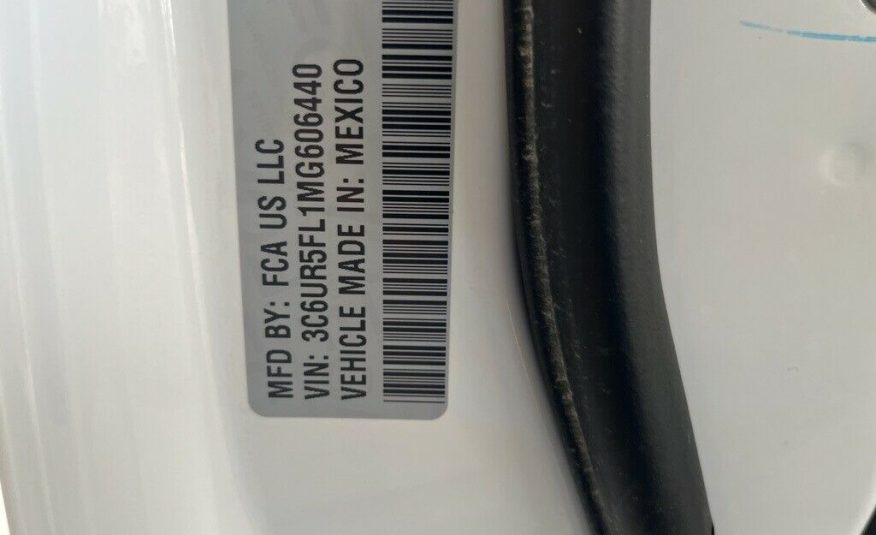 MFD BY: FCA US LLC
VIN: 3C6UR5FL1MG606440
VEHICLE MADE IN: MEXICO